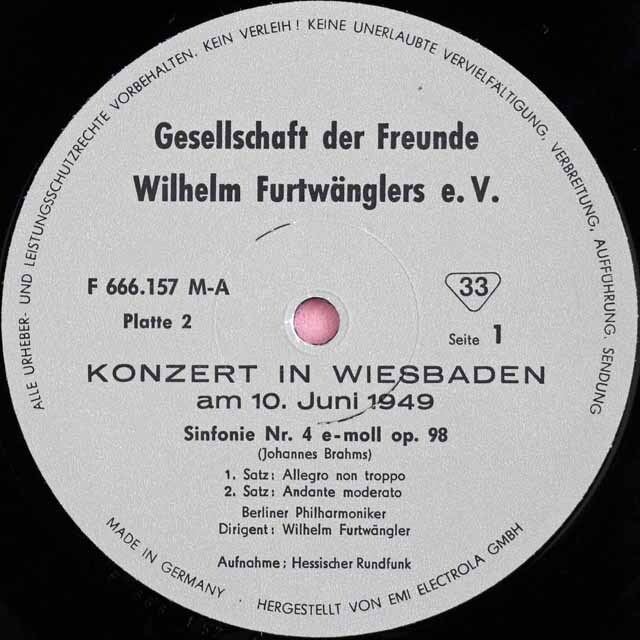 ALLE URHEBER- UND LEISTUNGSSCHUTZRECHTE VORBEHALTEN. KEIN VERLEIH! KEINE UNERLAUBTE VERVIELFÄLTIGUNG, VERBREITUNG, AUFFÜHRUNG, SENDUNG
Gesellschaft der Freunde
Wilhelm Furtwänglers e. V.
F 666.157 M-A
33
Platte 2
Seite 1
KONZERT IN WIESBADEN
am 10. Juni 1949
Sinfonie Nr. 4 e-moll op. 98
(Johannes Brahms)
1. Satz: Allegro non troppo
2. Satz: Andante moderato
Berliner Philharmoniker
Dirigent: Wilhelm Furtwängler
Aufnahme: Hessischer Rundfunk
MADE IN GERMANY · HERGESTELLT VON EMI ELECTROLA GMBH